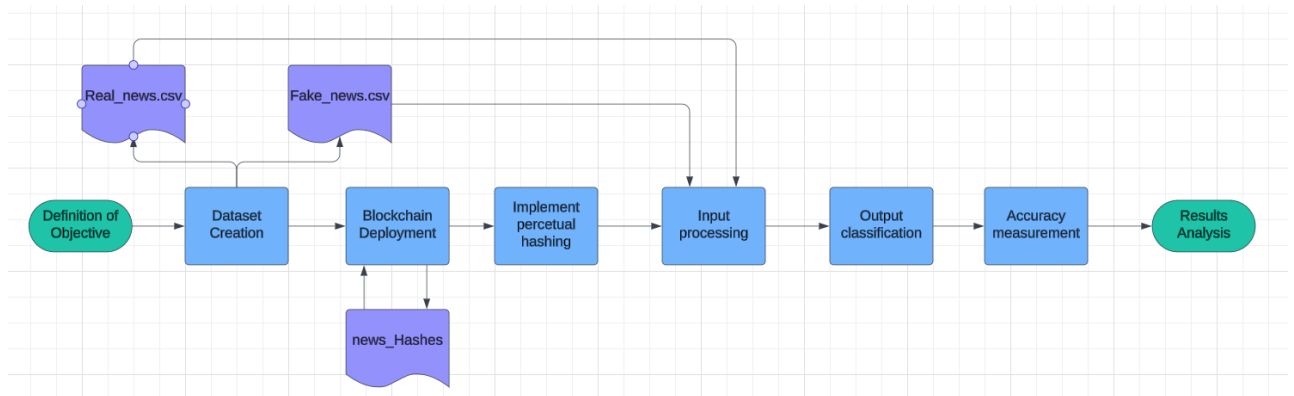 Real_news.csv
Fake_news.csv
Definition of
Objective
Dataset
Creation
Blockchain
Deployment
Implement
percetual
hashing
Input
processing
Output
classification
Accuracy
measurement
Results
Analysis
news_Hashes